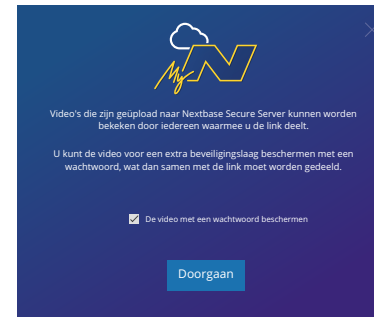 My N
Video's die zijn geüpload naar Nextbase Secure Server kunnen worden
bekeken door iedereen waarmee u de link deelt.
U kunt de video voor een extra beveiligingslaag beschermen met een
wachtwoord, wat dan samen met de link moet worden gedeeld.
De video met een wachtwoord beschermen
Doorgaan